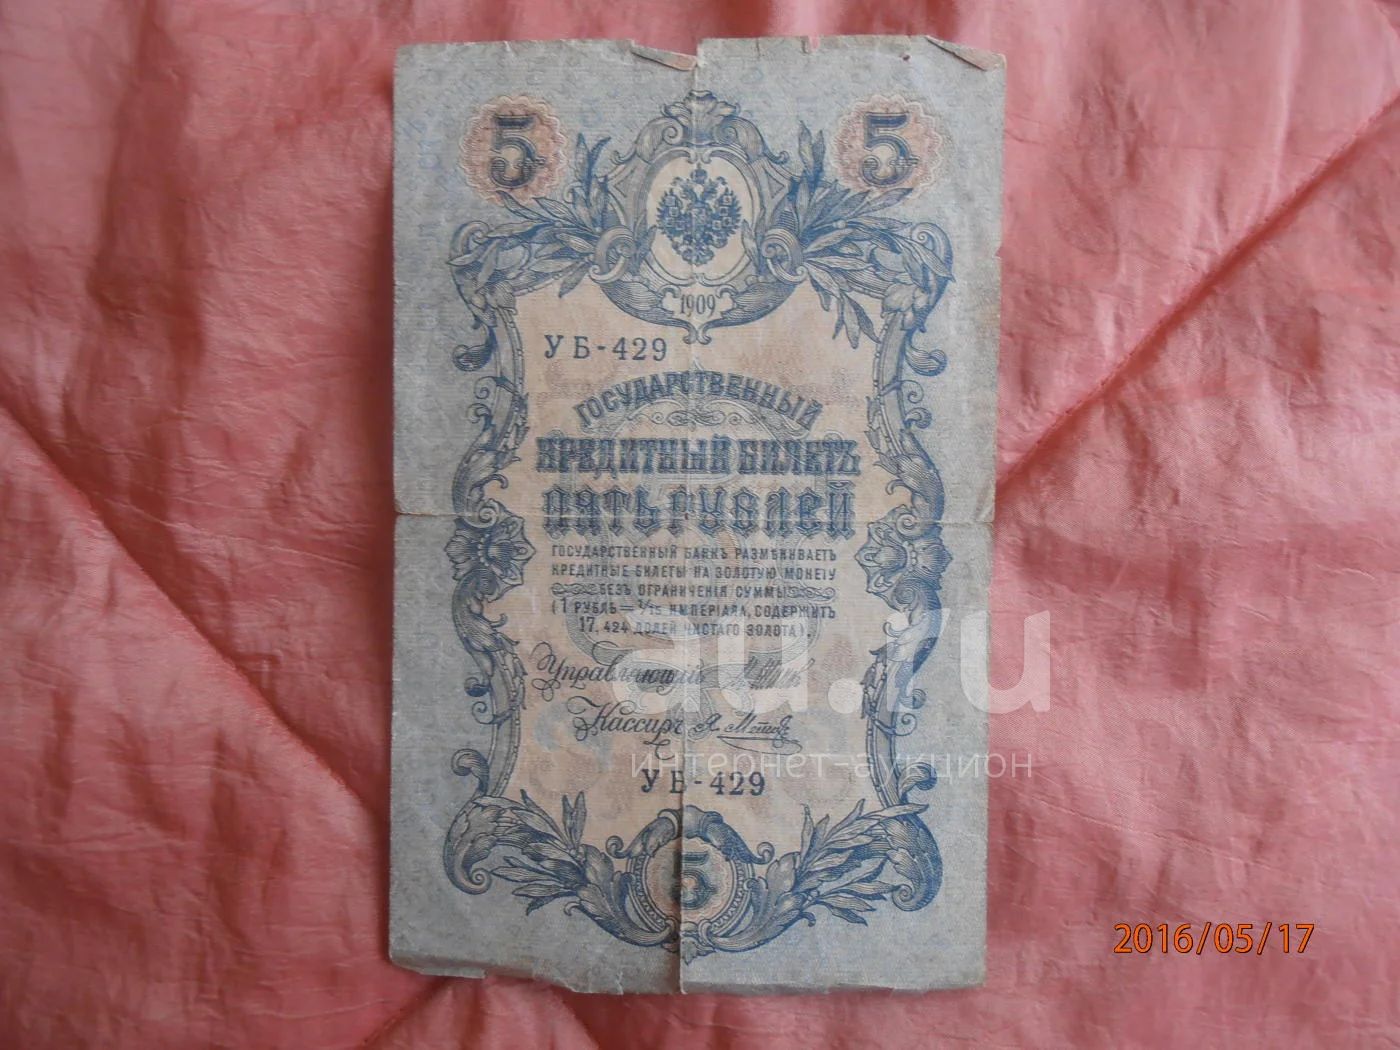 5 5
1909
УБ-429
ГОСУДАРСТВЕННЫЙ
КРЕДИТНЫЙ БИЛЕТЪ
ПЯТЬ РУБЛЕЙ
ГОСУДАРСТВЕННЫЙ БАНКЪ РАЗМѢНИВАЕТЪ
КРЕДИТНЫЕ БИЛЕТЫ НА ЗОЛОТУЮ МОНЕТУ
БЕЗЪ ОГРАНИЧЕНІЯ СУММЫ
(1 РУБЛЬ = 1/15 ИМПЕРІАЛА, СОДЕРЖИТЪ
17,424 ДОЛЕЙ ЧИСТАГО ЗОЛОТА).
Управляющій
Кассиръ
УБ-429
5
au.ru
интернет-аукцион
2016/05/17